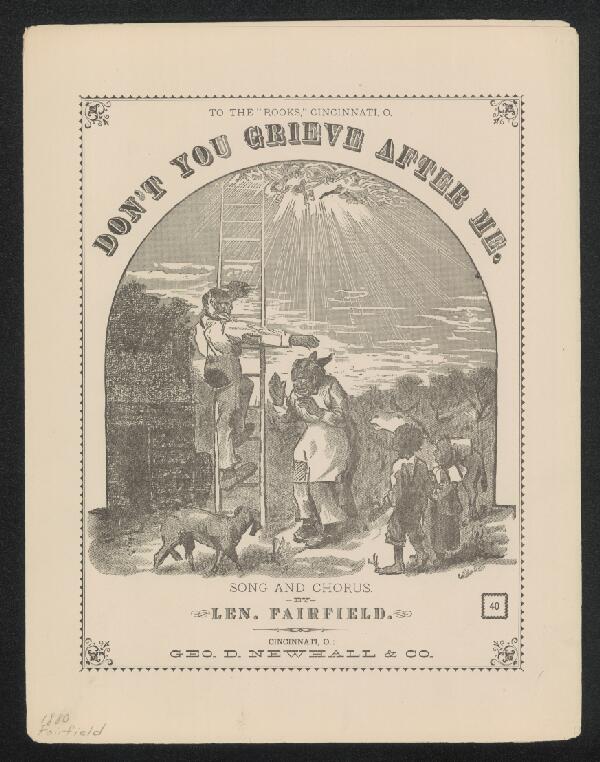 TO THE "ROOKS," CINCINNATI, O.
DON'T YOU GRIEVE AFTER ME.
SONG AND CHORUS.
-BY-
LEN. FAIRFIELD.
40
CINCINNATI, O.:
GEO. D. NEWHALL & CO.
1880
Fairfield